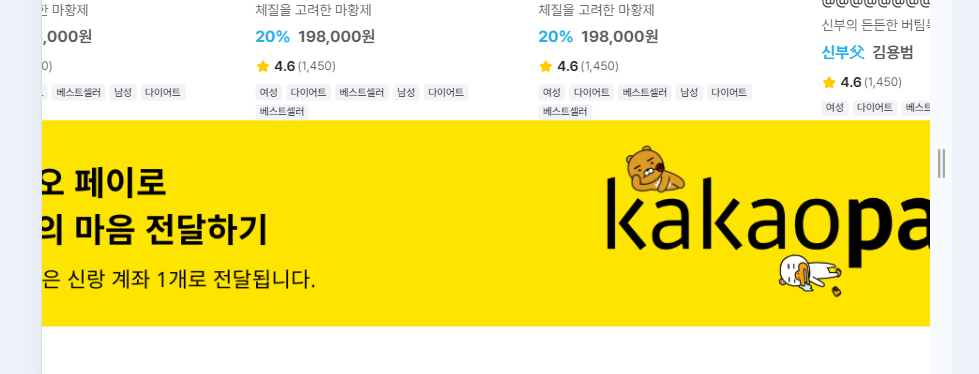 한 마황제
체질을 고려한 마황제
체질을 고려한 마황제
신부의 든든한 버팀목
,000원
20% 198,000원
20% 198,000원
신부父 김용범
0)
4.6 (1,450)
4.6 (1,450)
4.6 (1,450)
베스트셀러 남성 다이어트
여성 다이어트 베스트셀러 남성 다이어트
베스트셀러
여성 다이어트 베스트셀러 남성 다이어트
베스트셀러
여성 다이어트 베스트
오 페이로
의 마음 전달하기
은 신랑 계좌 1개로 전달됩니다.
kakaopa